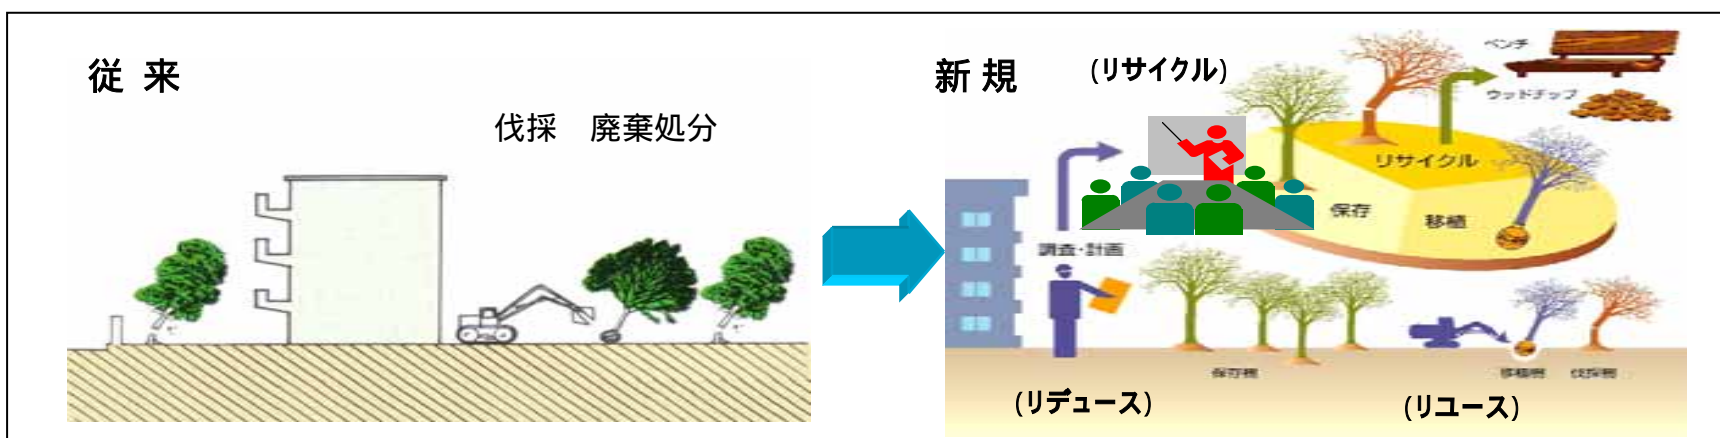 従 来
伐採 廃棄処分
新 規
(リサイクル)
ベンチ
ウッドチップ
リサイクル
保存
移植
調査・計画
保存樹
移植樹
伐採樹
(リデュース)
(リユース)